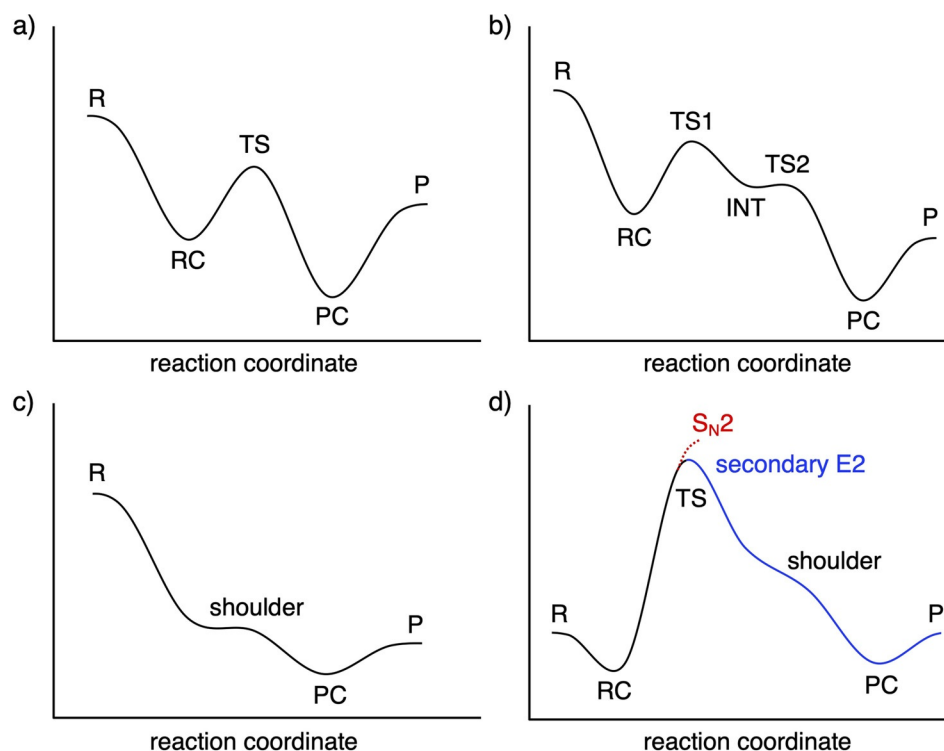 a)
R
TS
RC
P
PC
reaction coordinate
b)
R
TS1
TS2
INT
RC
P
PC
reaction coordinate
c)
R
shoulder
P
PC
reaction coordinate
d)
S_N2
secondary E2
TS
shoulder
R
RC
P
PC
reaction coordinate